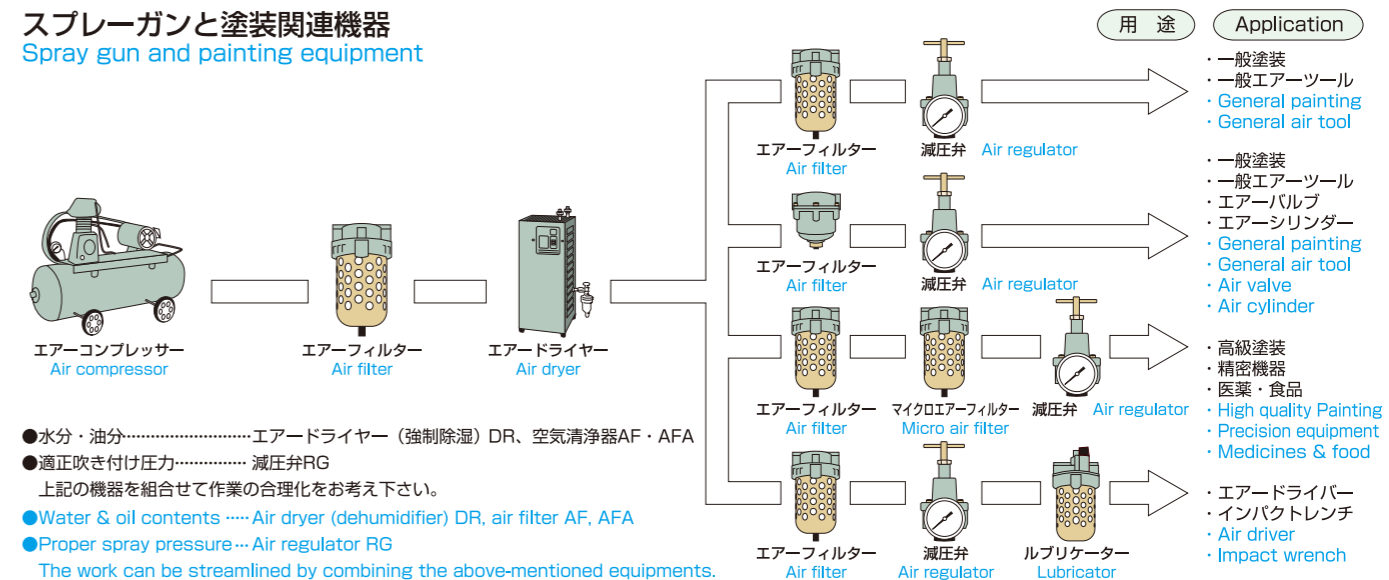 スプレーガンと塗装関連機器
Spray gun and painting equipment
用 途
Application
エアーコンプレッサー
Air compressor
エアーフィルター
Air filter
エアードライヤー
Air dryer
エアーフィルター
Air filter
減圧弁 Air regulator
・一般塗装
・一般エアーツール
・General painting
・General air tool
エアーフィルター
Air filter
減圧弁 Air regulator
・一般塗装
・一般エアーツール
・エアーバルブ
・エアーシリンダー
・General painting
・General air tool
・Air valve
・Air cylinder
エアーフィルター
Air filter
マイクロエアーフィルター
Micro air filter
減圧弁 Air regulator
・高級塗装
・精密機器
・医薬・食品
・High quality Painting
・Precision equipment
・Medicines & food
エアーフィルター
Air filter
減圧弁
Air regulator
ルブリケーター
Lubricator
・エアードライバー
・インパクトレンチ
・Air driver
・Impact wrench
●水分・油分…………………………エアードライヤー(強制除湿)DR、空気清浄器AF・AFA
●適正吹き付け圧力…………… 減圧弁RG
上記の機器を組合せて作業の合理化をお考え下さい。
●Water & oil contents ‥‥‥ Air dryer (dehumidifier) DR, air filter AF, AFA
●Proper spray pressure … Air regulator RG
The work can be streamlined by combining the above-mentioned equipments.